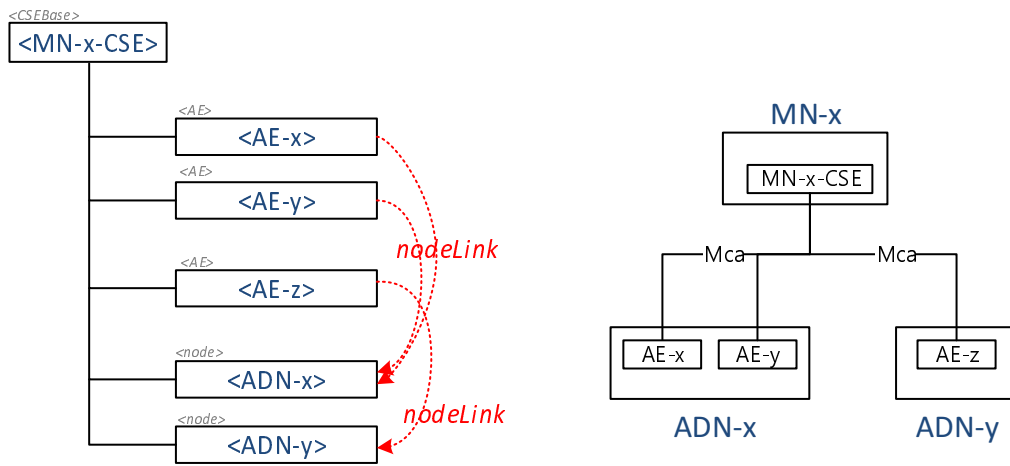 <CSEBase>
<MN-x-CSE>
<AE>
<AE-x>
<AE>
<AE-y>
nodeLink
<AE>
<AE-z>
<node>
<ADN-x>
nodeLink
<node>
<ADN-y>
MN-x
MN-x-CSE
Mca
Mca
AE-x
AE-y
AE-z
ADN-x
ADN-y